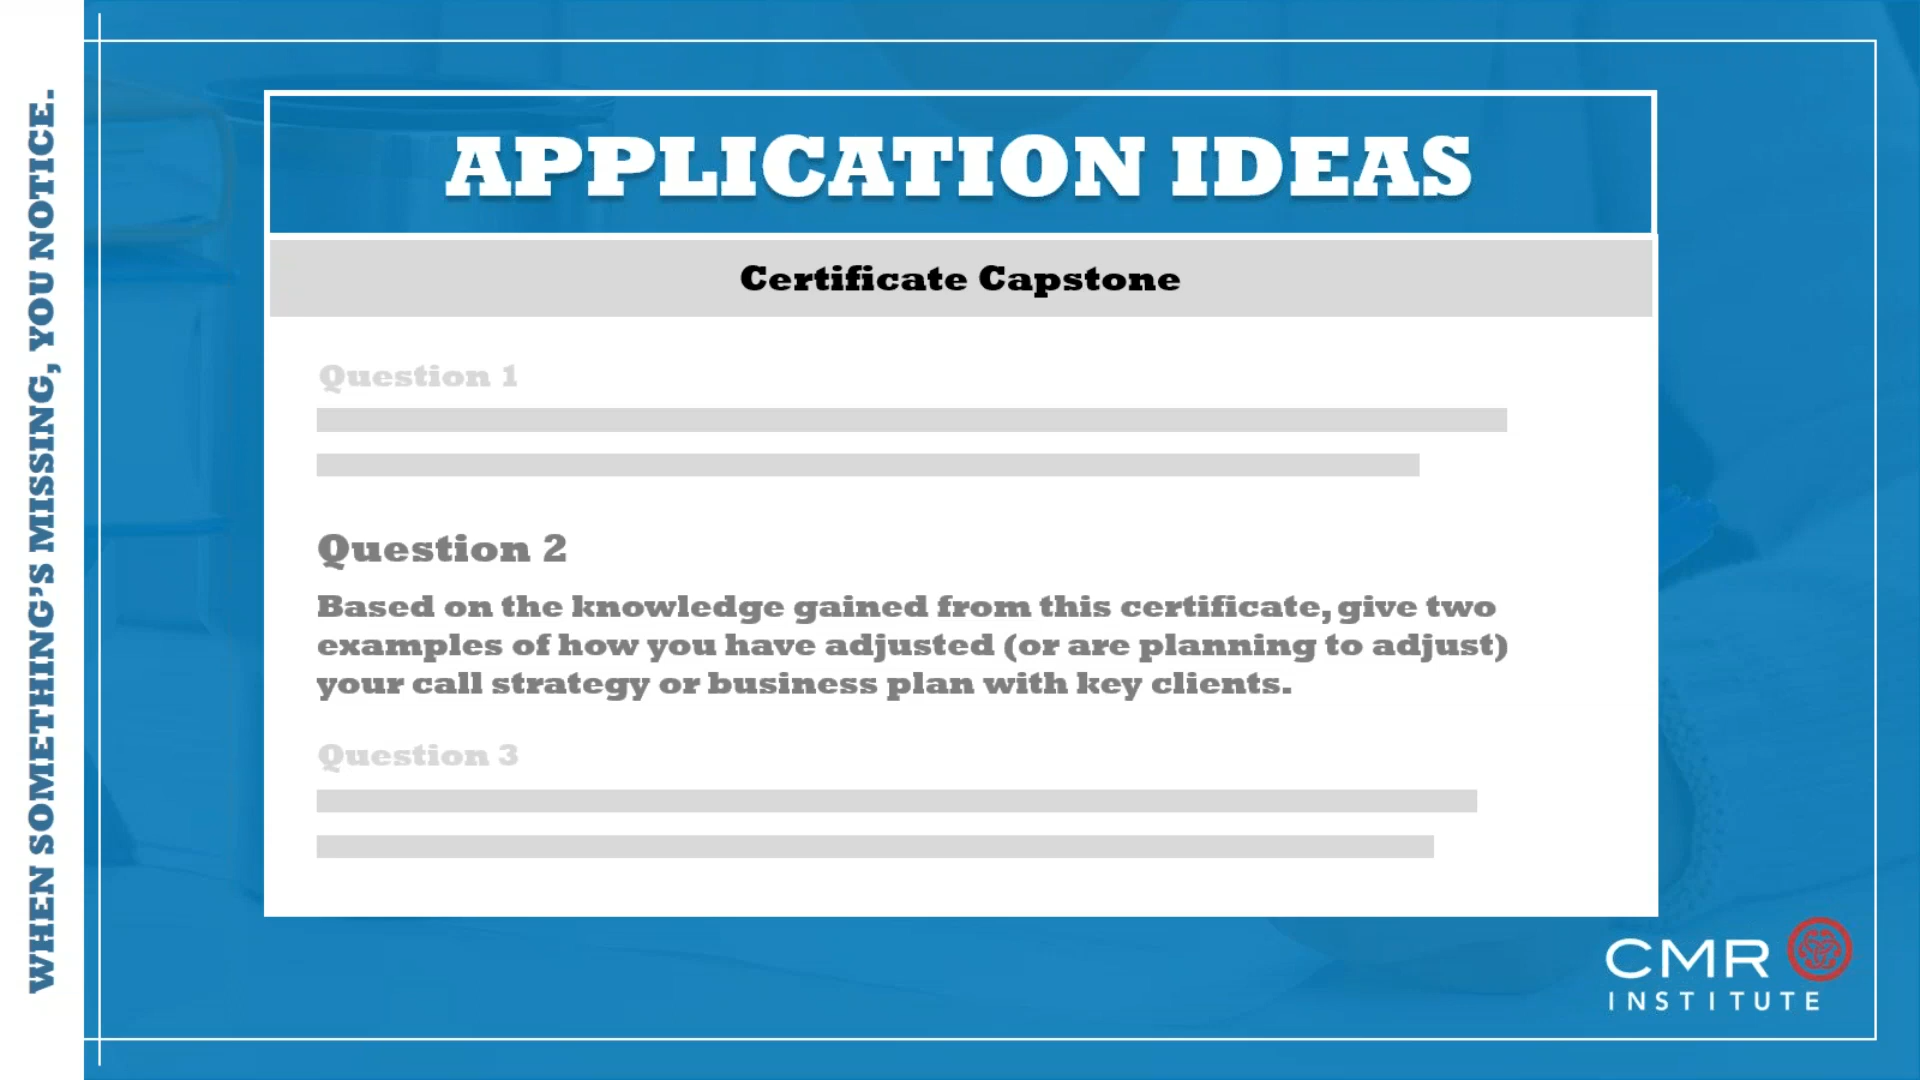 WHEN SOMETHING'S MISSING, YOU NOTICE.
APPLICATION IDEAS
Certificate Capstone
Question 1
Question 2
Based on the knowledge gained from this certificate, give two
examples of how you have adjusted (or are planning to adjust)
your call strategy or business plan with key clients.
Question 3
CMR
INSTITUTE